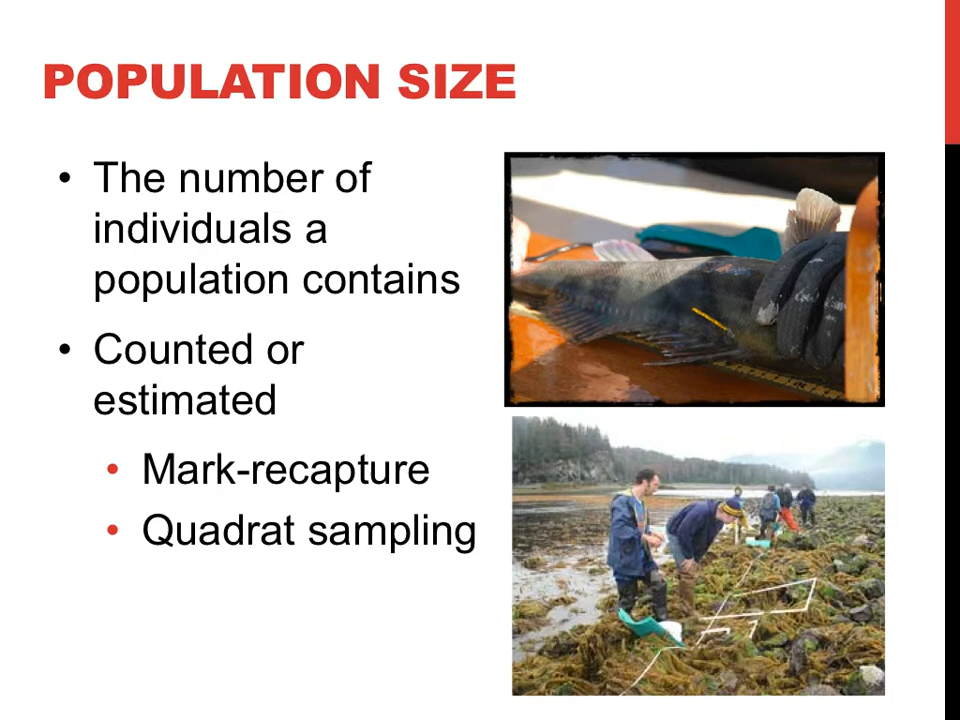 POPULATION SIZE
• The number of
individuals a
population contains
• Counted or
estimated
• Mark-recapture
• Quadrat sampling